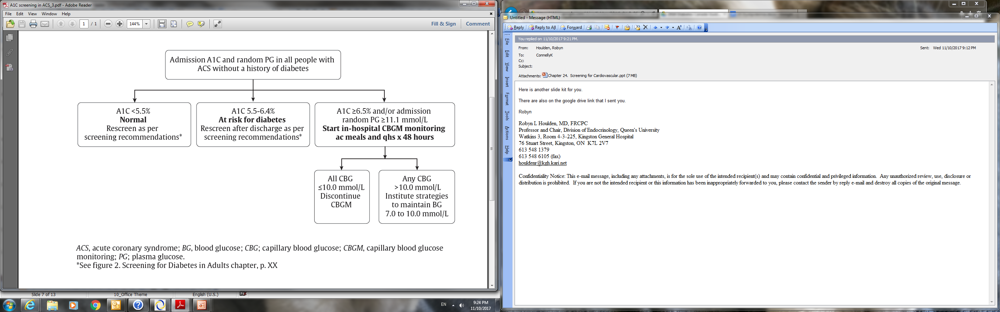 A1C screening in ACS_3.pdf - Adobe Reader
File Edit View Window Help
1 / 1 144%
Fill & Sign Comment
Admission A1C and random PG in all people with
ACS without a history of diabetes
A1C <5.5%
Normal
Rescreen as per
screening recommendations*
A1C 5.5-6.4%
At risk for diabetes
Rescreen after discharge as per
screening recommendations*
A1C ≥6.5% and/or admission
random PG ≥11.1 mmol/L
Start in-hospital CBGM monitoring
ac meals and qhs x 48 hours
All CBG
≤10.0 mmol/L
Discontinue
CBGM
Any CBG
>10.0 mmol/L
Institute strategies
to maintain BG
7.0 to 10.0 mmol/L
ACS, acute coronary syndrome; BG, blood glucose; CBG; capillary blood glucose; CBGM, capillary blood glucose
monitoring; PG; plasma glucose.
*See figure 2. Screening for Diabetes in Adults chapter, p. XX
Slide 7 of 13 10_Office Theme English (U.S.)
EN
9:24 PM
11/10/2017
Untitled - Message (HTML)
Reply Reply to All Forward
File
Edit
View
Insert
Format
Tools
Actions
Help
You replied on 11/10/2017 9:21 PM.
From: Houlden, Robyn Sent: Wed 11/10/2017 9:12 PM
To: ConnellyK
Cc:
Subject:
Attachments: Chapter 24. Screening for Cardiovascular.ppt (7 MB)
Here is another slide kit for you.
There are also on the google drive link that I sent you.
Robyn
Robyn L Houlden, MD, FRCPC
Professor and Chair, Division of Endocrinology, Queen's University
Watkins 3, Room 4-3-225, Kingston General Hospital
76 Stuart Street, Kingston, ON K7L 2V7
613 548 1379
613 548 6105 (fax)
houldenr@kgh.kari.net
Confidentiality Notice: This e-mail message, including any attachments, is for the sole use of the intended recipient(s) and may contain confidential and privileged information. Any unauthorized review, use, disclosure or
distribution is prohibited. If you are not the intended recipient or this information has been inappropriately forwarded to you, please contact the sender by reply e-mail and destroy all copies of the original message.